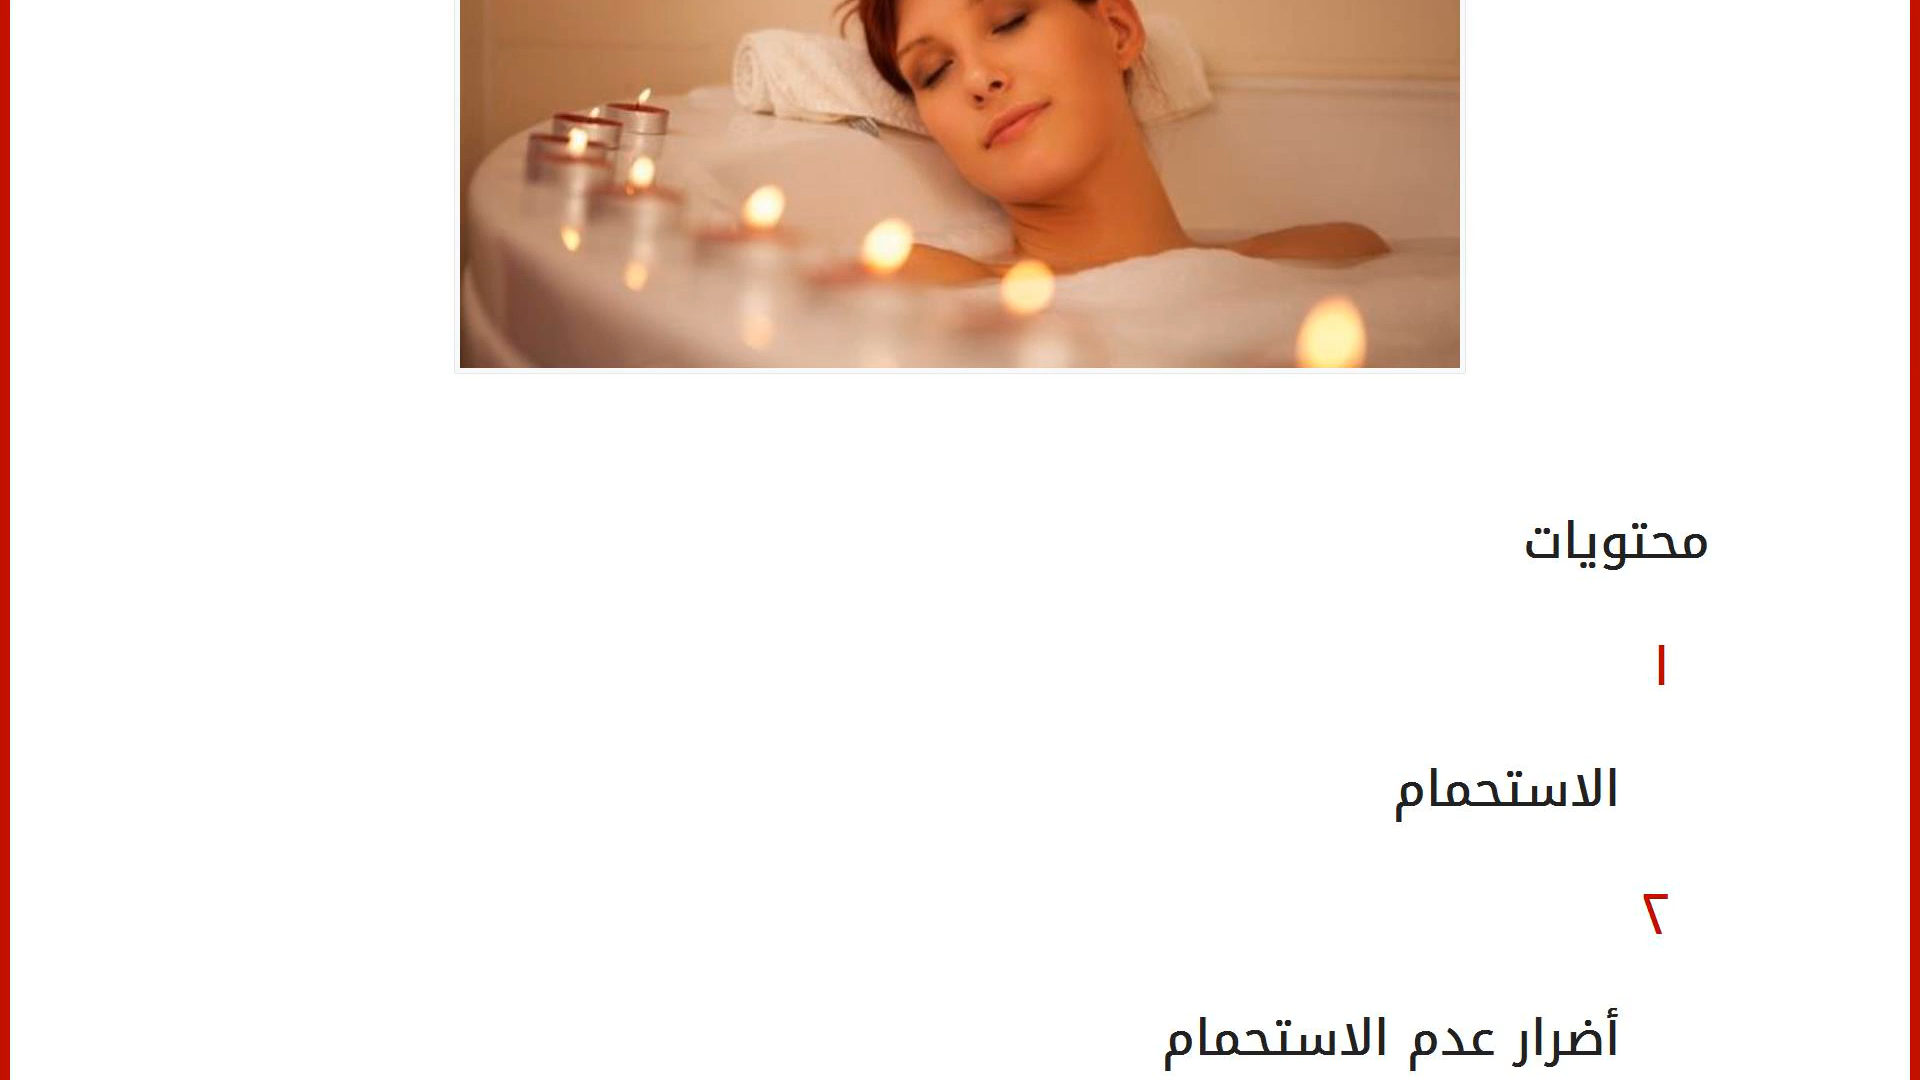 محتويات
١
الاستحمام
٢
أضرار عدم الاستحمام